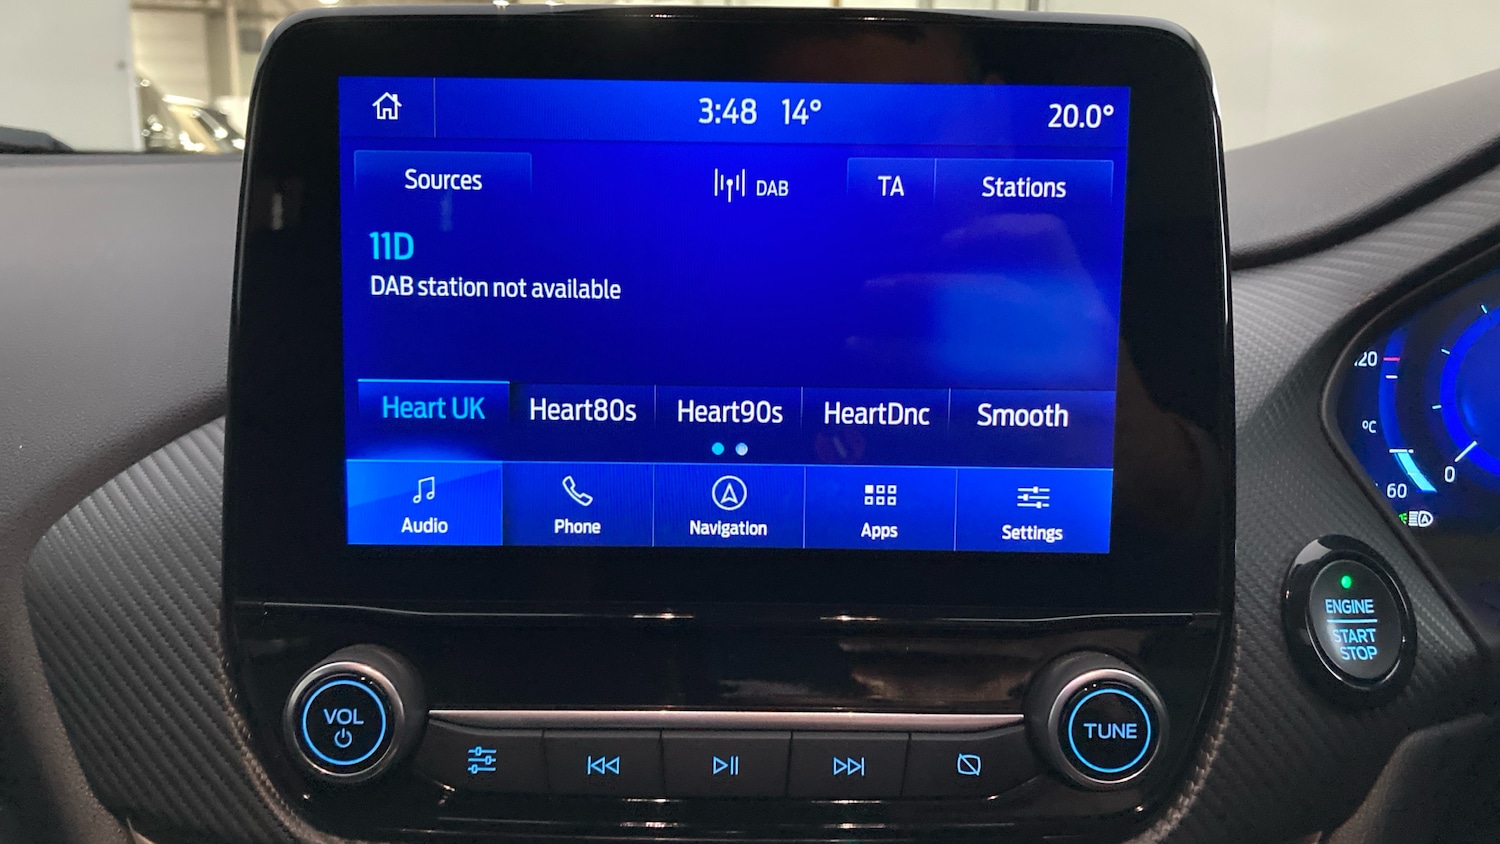 3:48 14° 20.0°
Sources DAB TA Stations
11D
DAB station not available
Heart UK Heart80s Heart90s HeartDnc Smooth
Audio Phone Navigation Apps Settings
120
°C
60 0
A
ENGINE
START
STOP
VOL
TUNE